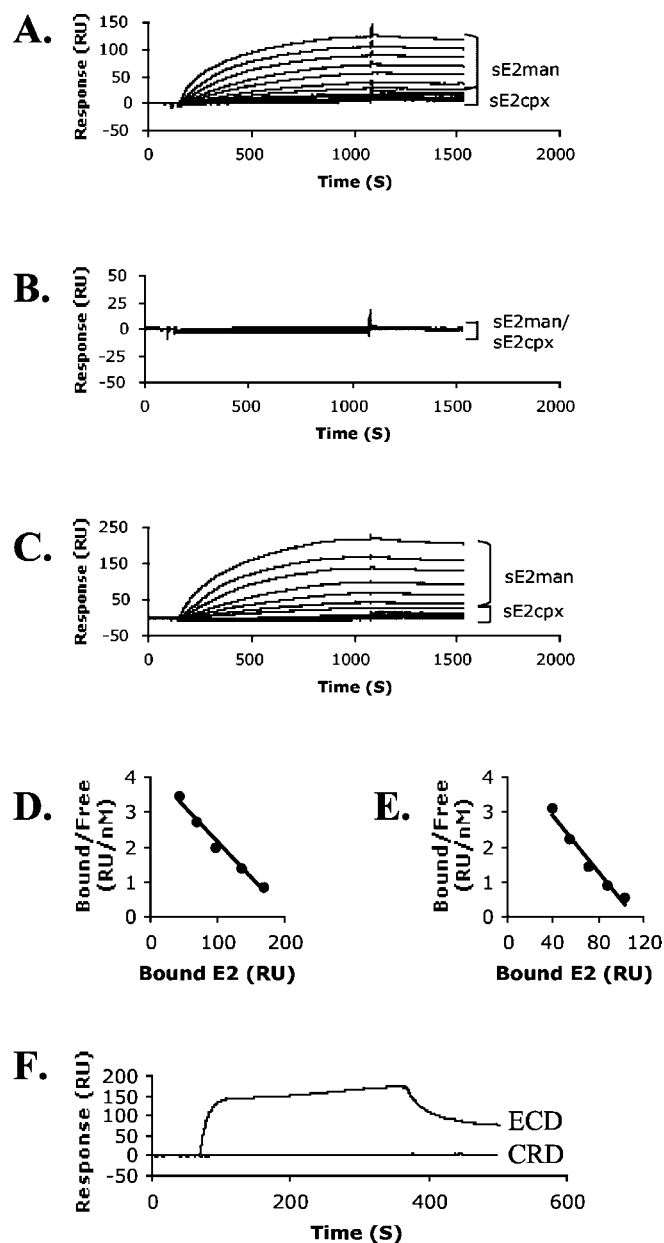 A.
Response (RU)
150
100
50
0
-50
0
500
1000
1500
2000
Time (S)
sE2man
sE2cpx
B.
Response (RU)
50
25
0
-25
-50
0
500
1000
1500
2000
Time (S)
sE2man/
sE2cpx
C.
Response (RU)
250
150
50
-50
0
500
1000
1500
2000
Time (S)
sE2man
sE2cpx
D.
Bound/Free
(RU/nM)
4
3
2
1
0
0
100
200
Bound E2 (RU)
E.
Bound/Free
(RU/nM)
4
3
2
1
0
0
40
80
120
Bound E2 (RU)
F.
Response (RU)
200
150
100
50
0
-50
0
200
400
600
Time (S)
ECD
CRD